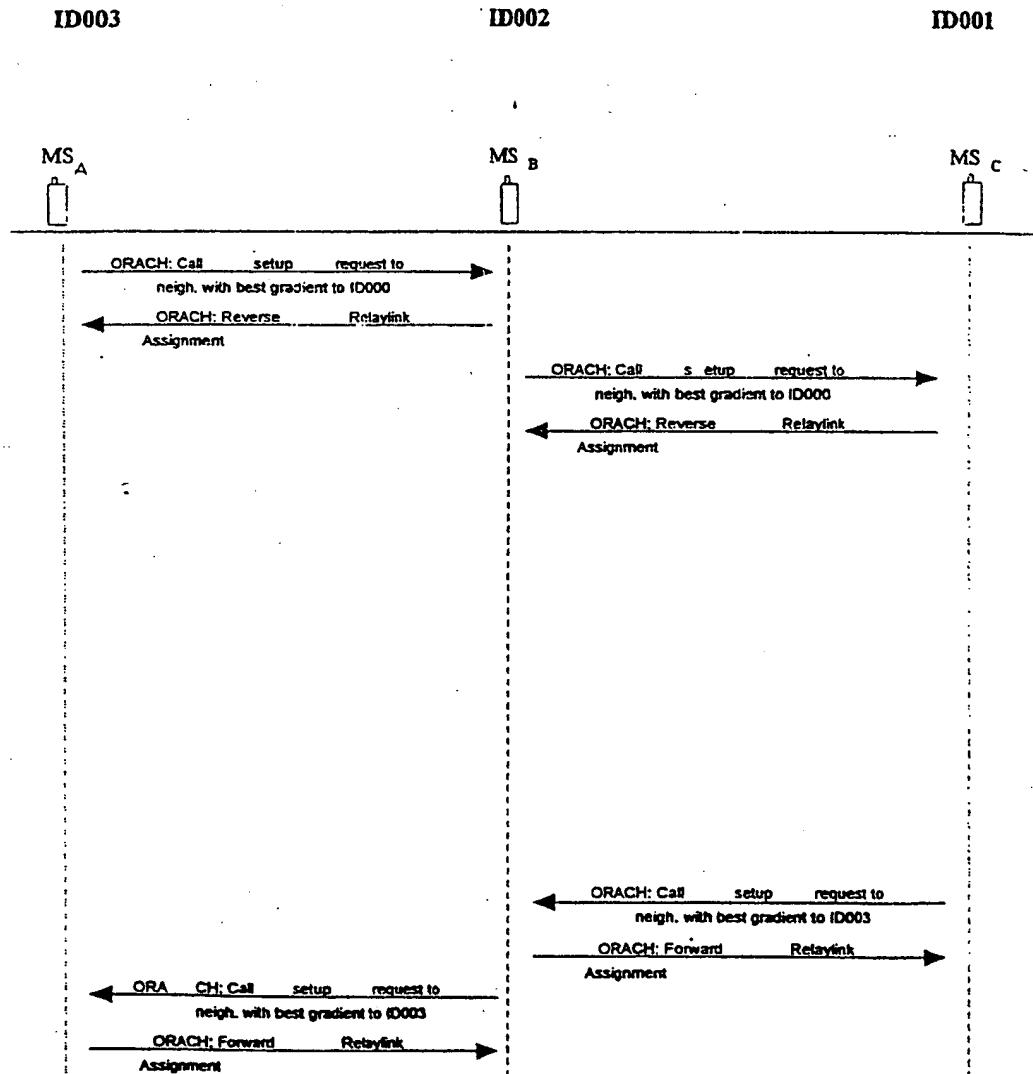 ID003 ID002 ID001
MS A MS B MS C
ORACH: Call setup request to
neigh. with best gradient to ID000
ORACH: Reverse Relaylink
Assignment
ORACH: Call s etup request to
neigh. with best gradient to ID000
ORACH: Reverse Relaylink
Assignment
ORACH: Call setup request to
neigh. with best gradient to ID003
ORACH: Forward Relaylink
Assignment
ORA CH: Call setup request to
neigh. with best gradient to ID003
ORACH: Forward Relaylink
Assignment